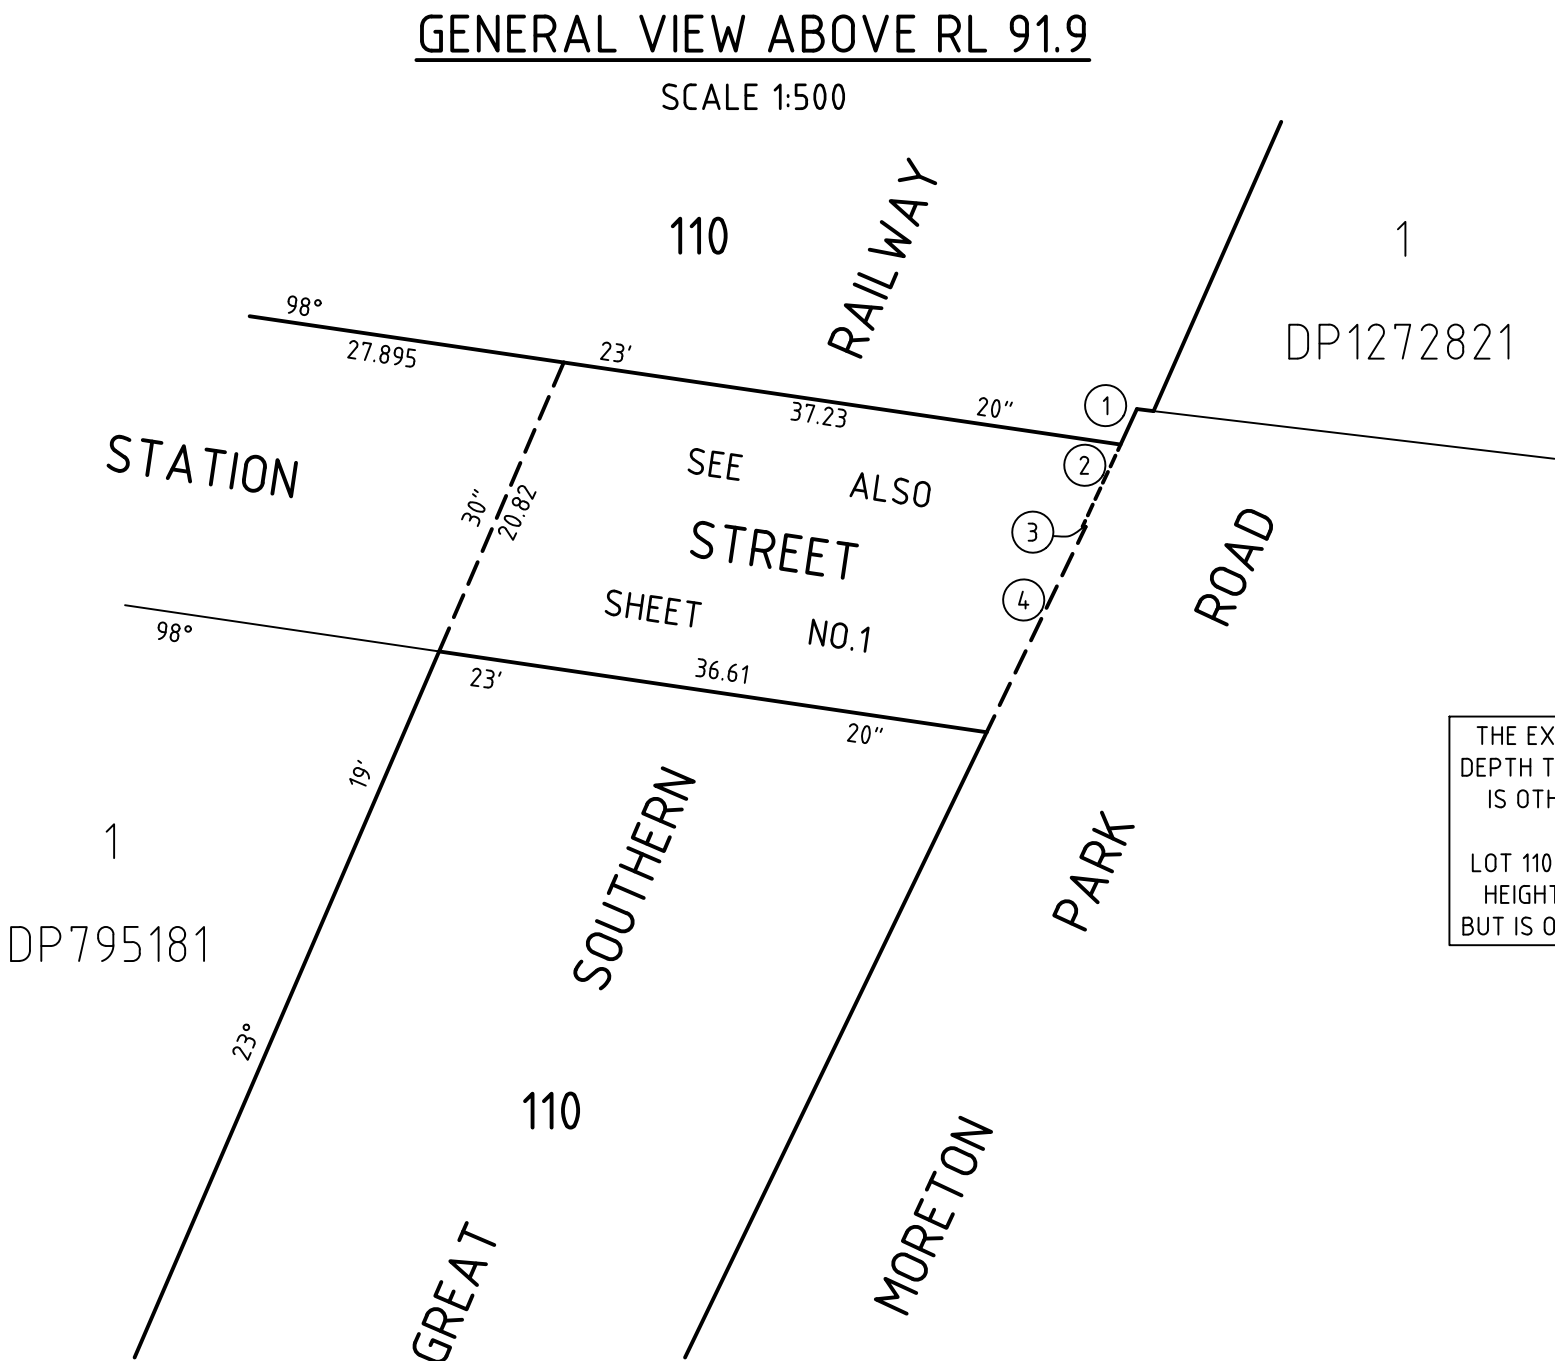 GENERAL VIEW ABOVE RL 91.9
SCALE 1:500
RAILWAY
110
1
DP1272821
98°
27.895
23'
37.23
20"
1
2
3
4
STATION
SEE ALSO
STREET
SHEET NO.1
30"
20.82
ROAD
98°
23'
36.61
20"
19'
23°
1
DP795181
SOUTHERN
PARK
THE EX
DEPTH T
IS OTH
LOT 110
HEIGHT
BUT IS O
110
GREAT
MORETON